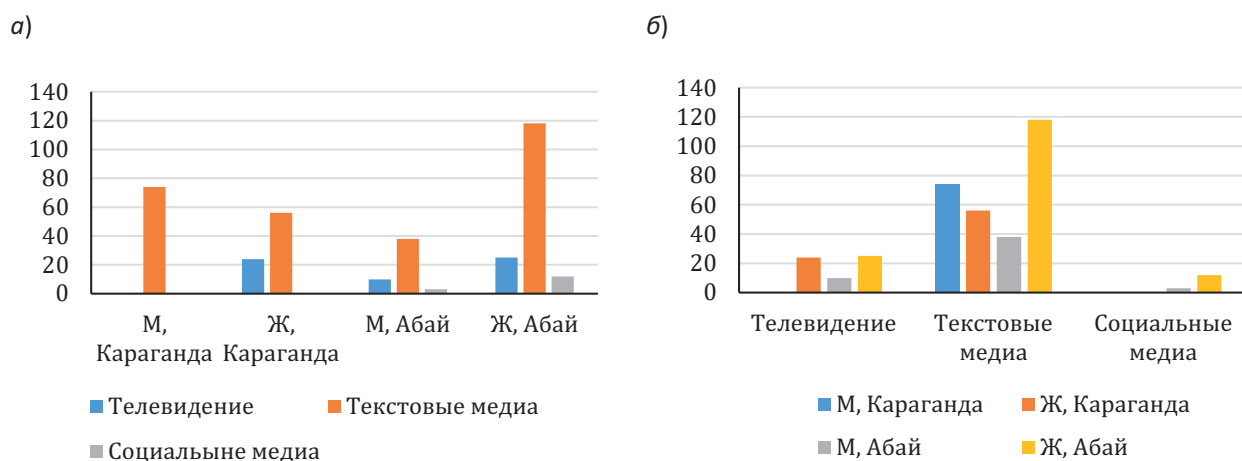 а)
140
120
100
80
60
40
20
0
М,
Караганда
Ж,
Караганда
М, Абай
Ж, Абай
Телевидение
Текстовые медиа
Социальыне медиа
б)
140
120
100
80
60
40
20
0
Телевидение
Текстовые
медиа
Социальные
медиа
М, Караганда
Ж, Караганда
М, Абай
Ж, Абай